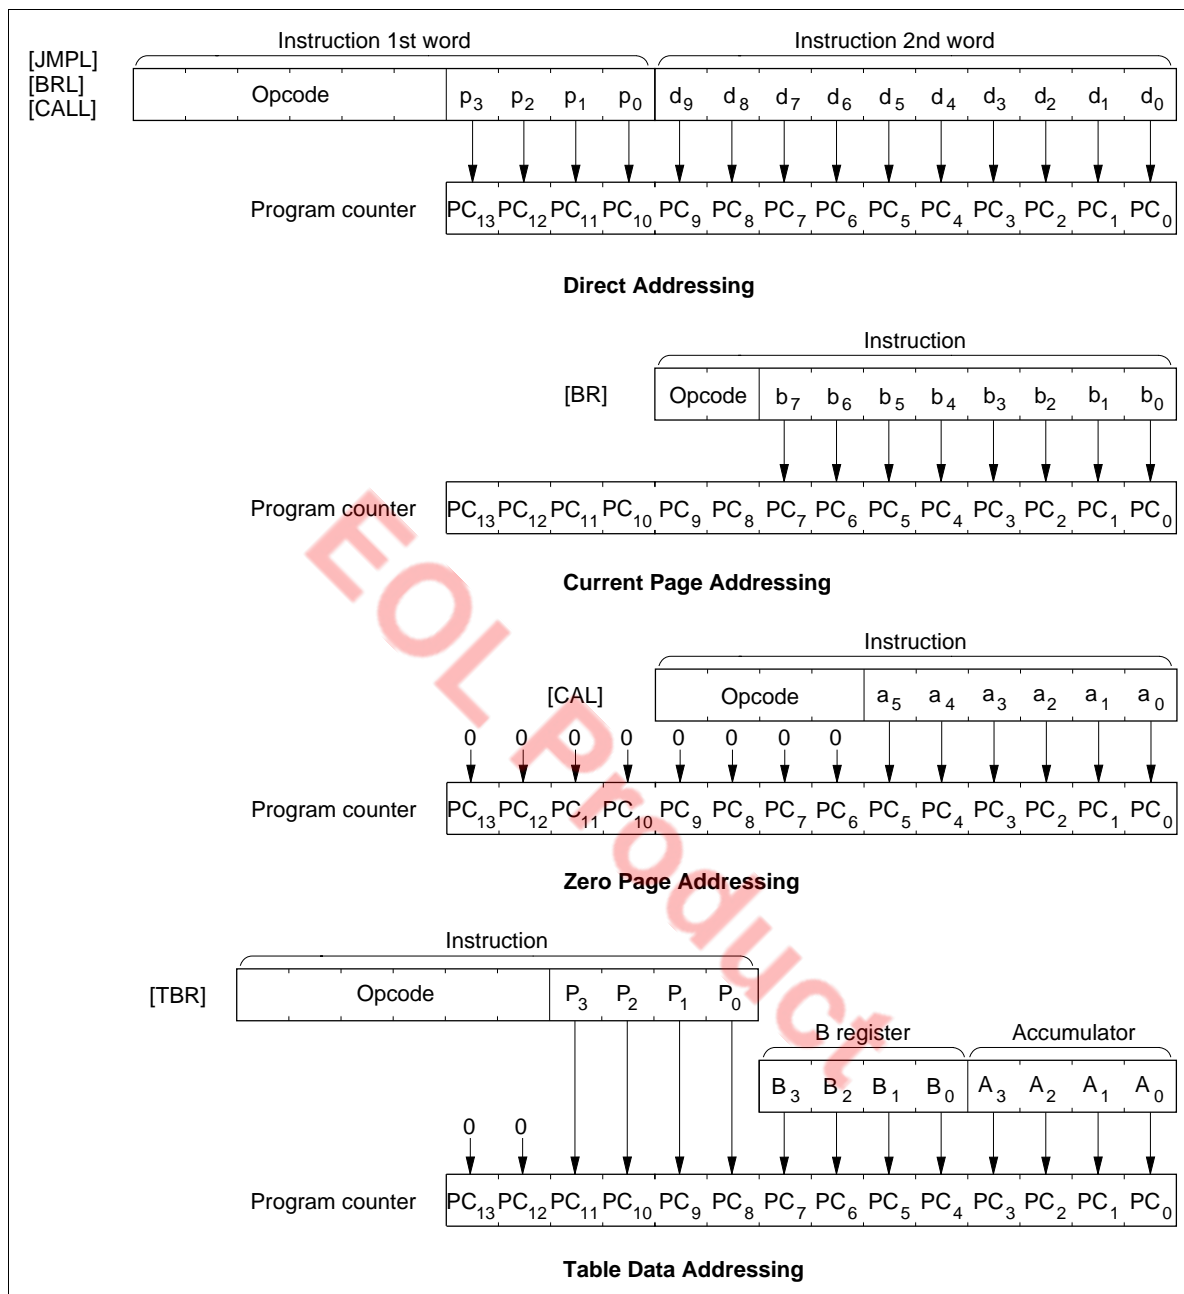 Instruction 1st word Instruction 2nd word
[JMPL]
[BRL]
[CALL]
Opcode p3 p2 p1 p0 d9 d8 d7 d6 d5 d4 d3 d2 d1 d0
Program counter PC13 PC12 PC11 PC10 PC9 PC8 PC7 PC6 PC5 PC4 PC3 PC2 PC1 PC0
Direct Addressing
Instruction
[BR] Opcode b7 b6 b5 b4 b3 b2 b1 b0
Program counter PC13 PC12 PC11 PC10 PC9 PC8 PC7 PC6 PC5 PC4 PC3 PC2 PC1 PC0
Current Page Addressing
Instruction
[CAL] Opcode a5 a4 a3 a2 a1 a0
0 0 0 0 0 0 0 0
Program counter PC13 PC12 PC11 PC10 PC9 PC8 PC7 PC6 PC5 PC4 PC3 PC2 PC1 PC0
Zero Page Addressing
Instruction
[TBR] Opcode P3 P2 P1 P0
B register Accumulator
B3 B2 B1 B0 A3 A2 A1 A0
0 0
Program counter PC13 PC12 PC11 PC10 PC9 PC8 PC7 PC6 PC5 PC4 PC3 PC2 PC1 PC0
Table Data Addressing
EOL Product